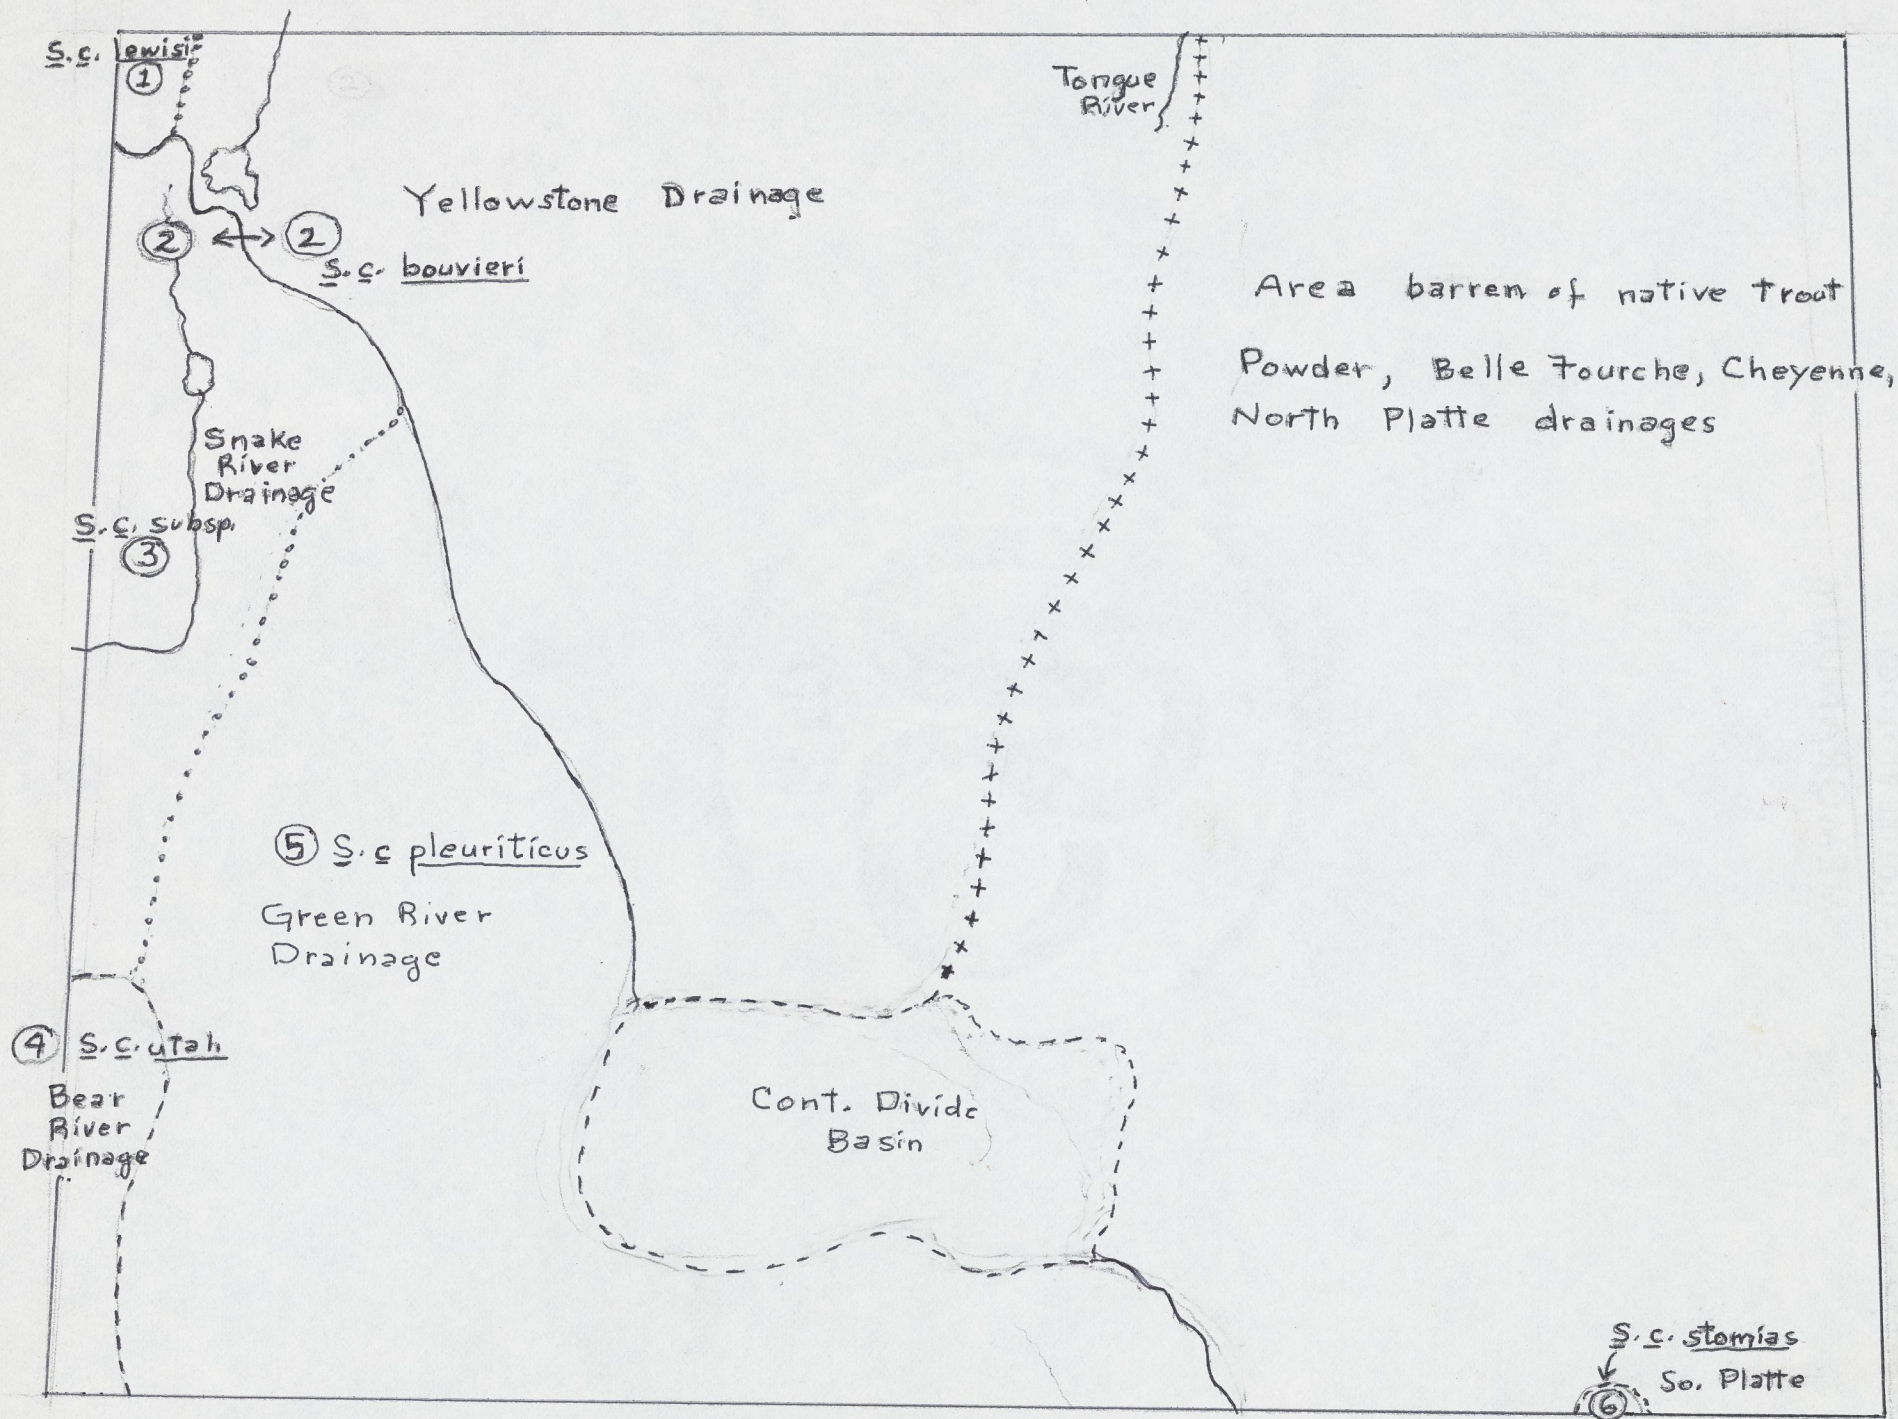 S.c. lewisi
1
Tongue
River
Yellowstone Drainage
2 ↔ 2
S.c. bouvieri
Area barren of native trout
Powder, Belle Fourche, Cheyenne,
North Platte drainages
Snake
River
Drainage
S.c. subsp.
3
5 S.c pleuriticus
Green River
Drainage
4 S.c. utah
Bear
River
Drainage
Cont. Divide
Basin
S.c. stomias
So. Platte
6